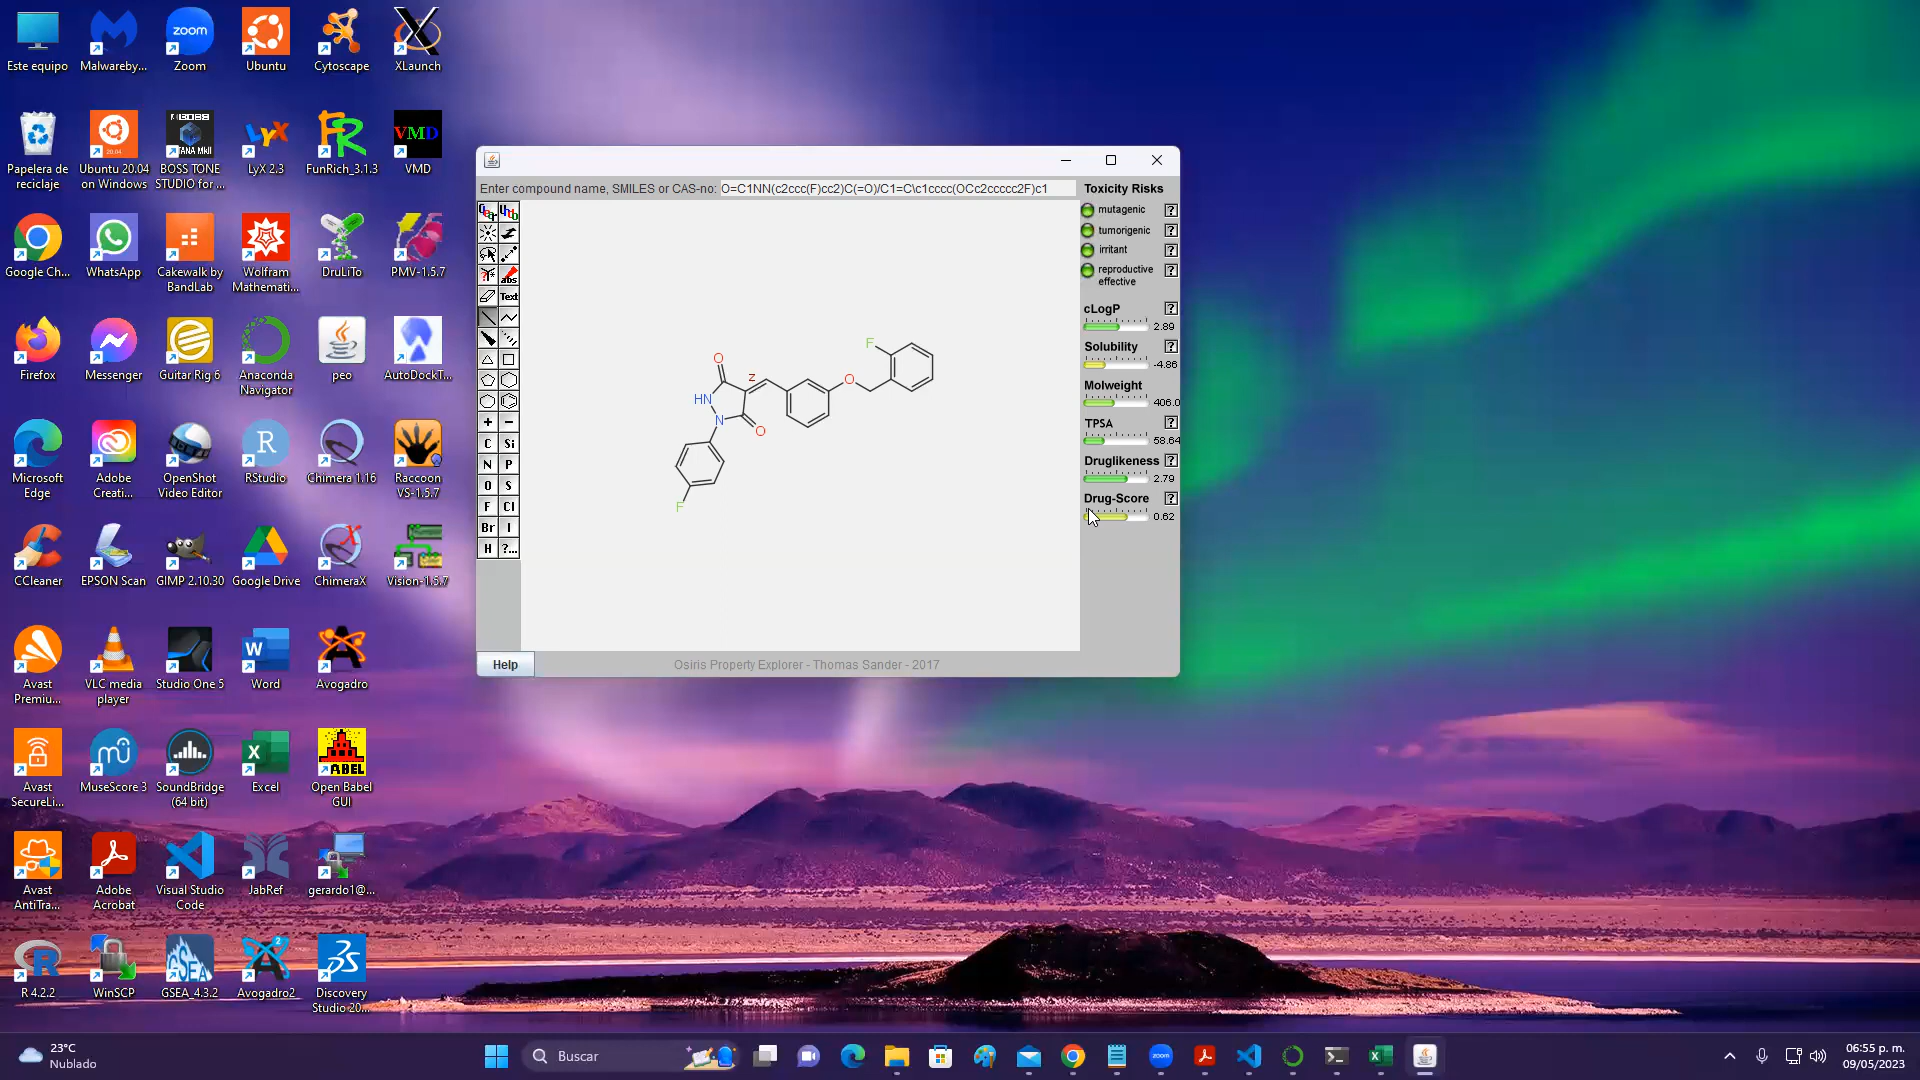 Este equipo
Malwareby...
Zoom
Ubuntu
Cytoscape
XLaunch
Papelera de reciclaje
Ubuntu 20.04 on Windows
BOSS TONE STUDIO for ...
LyX 2.3
FunRich_3.1.3
VMD
Google Ch...
WhatsApp
Cakewalk by BandLab
Wolfram Mathemati...
DruLiTo
PMV-1.5.7
Firefox
Messenger
Guitar Rig 6
Anaconda Navigator
peo
AutoDockT...
Microsoft Edge
Adobe Creati...
OpenShot Video Editor
RStudio
Chimera 1.16
Raccoon VS-1.5.7
CCleaner
EPSON Scan
GIMP 2.10.30
Google Drive
ChimeraX
Vision-1.5.7
Avast Premiu...
VLC media player
Studio One 5
Word
Avogadro
Avast SecureLi...
MuseScore 3
SoundBridge (64 bit)
Excel
Open Babel GUI
Avast AntiTra...
Adobe Acrobat
Visual Studio Code
JabRef
gerardo1@...
R 4.2.2
WinSCP
GSEA_4.3.2
Avogadro2
Discovery Studio 20...
Enter compound name, SMILES or CAS-no: O=C1NN(c2ccc(F)cc2)C(=O)/C1=C\c1cccc(OCc2ccccc2F)c1
abs
Text
+ −
C Si
N P
O S
F Cl
Br I
H ?...
O
z
HN
N
O
O
F
F
Toxicity Risks
mutagenic ?
tumorigenic ?
irritant ?
reproductive effective ?
cLogP ?
2.89
Solubility ?
-4.86
Molweight ?
406.0
TPSA ?
58.64
Druglikeness ?
2.79
Drug-Score ?
0.62
Help
Osiris Property Explorer - Thomas Sander - 2017
23°C
Nublado
Buscar
06:55 p. m.
09/05/2023